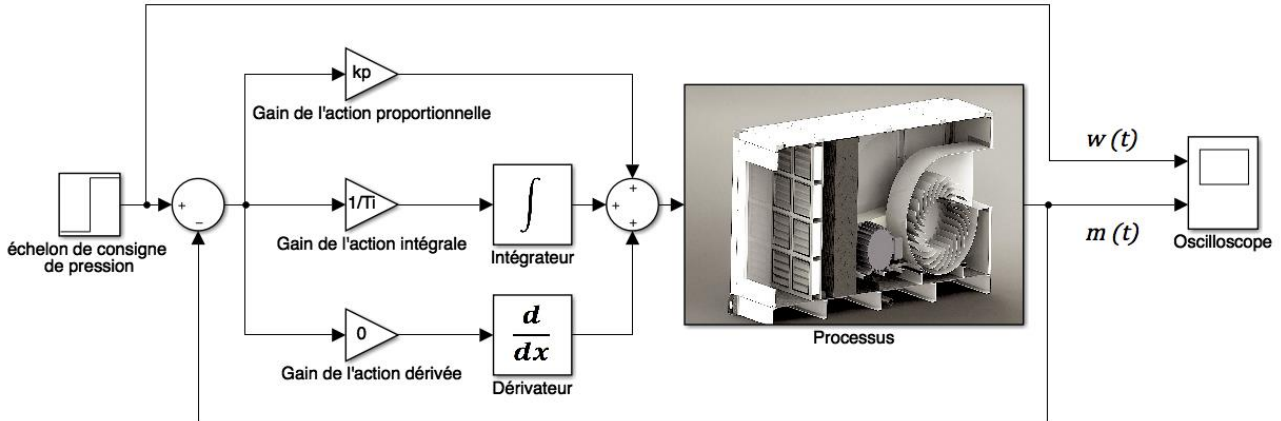 kp
Gain de l'action proportionnelle
w (t)
échelon de consigne
de pression
+
−
1/Ti
Gain de l'action intégrale
∫
Intégrateur
+
+
+
m (t)
Oscilloscope
0
Gain de l'action dérivée
d
dx
Dérivateur
Processus